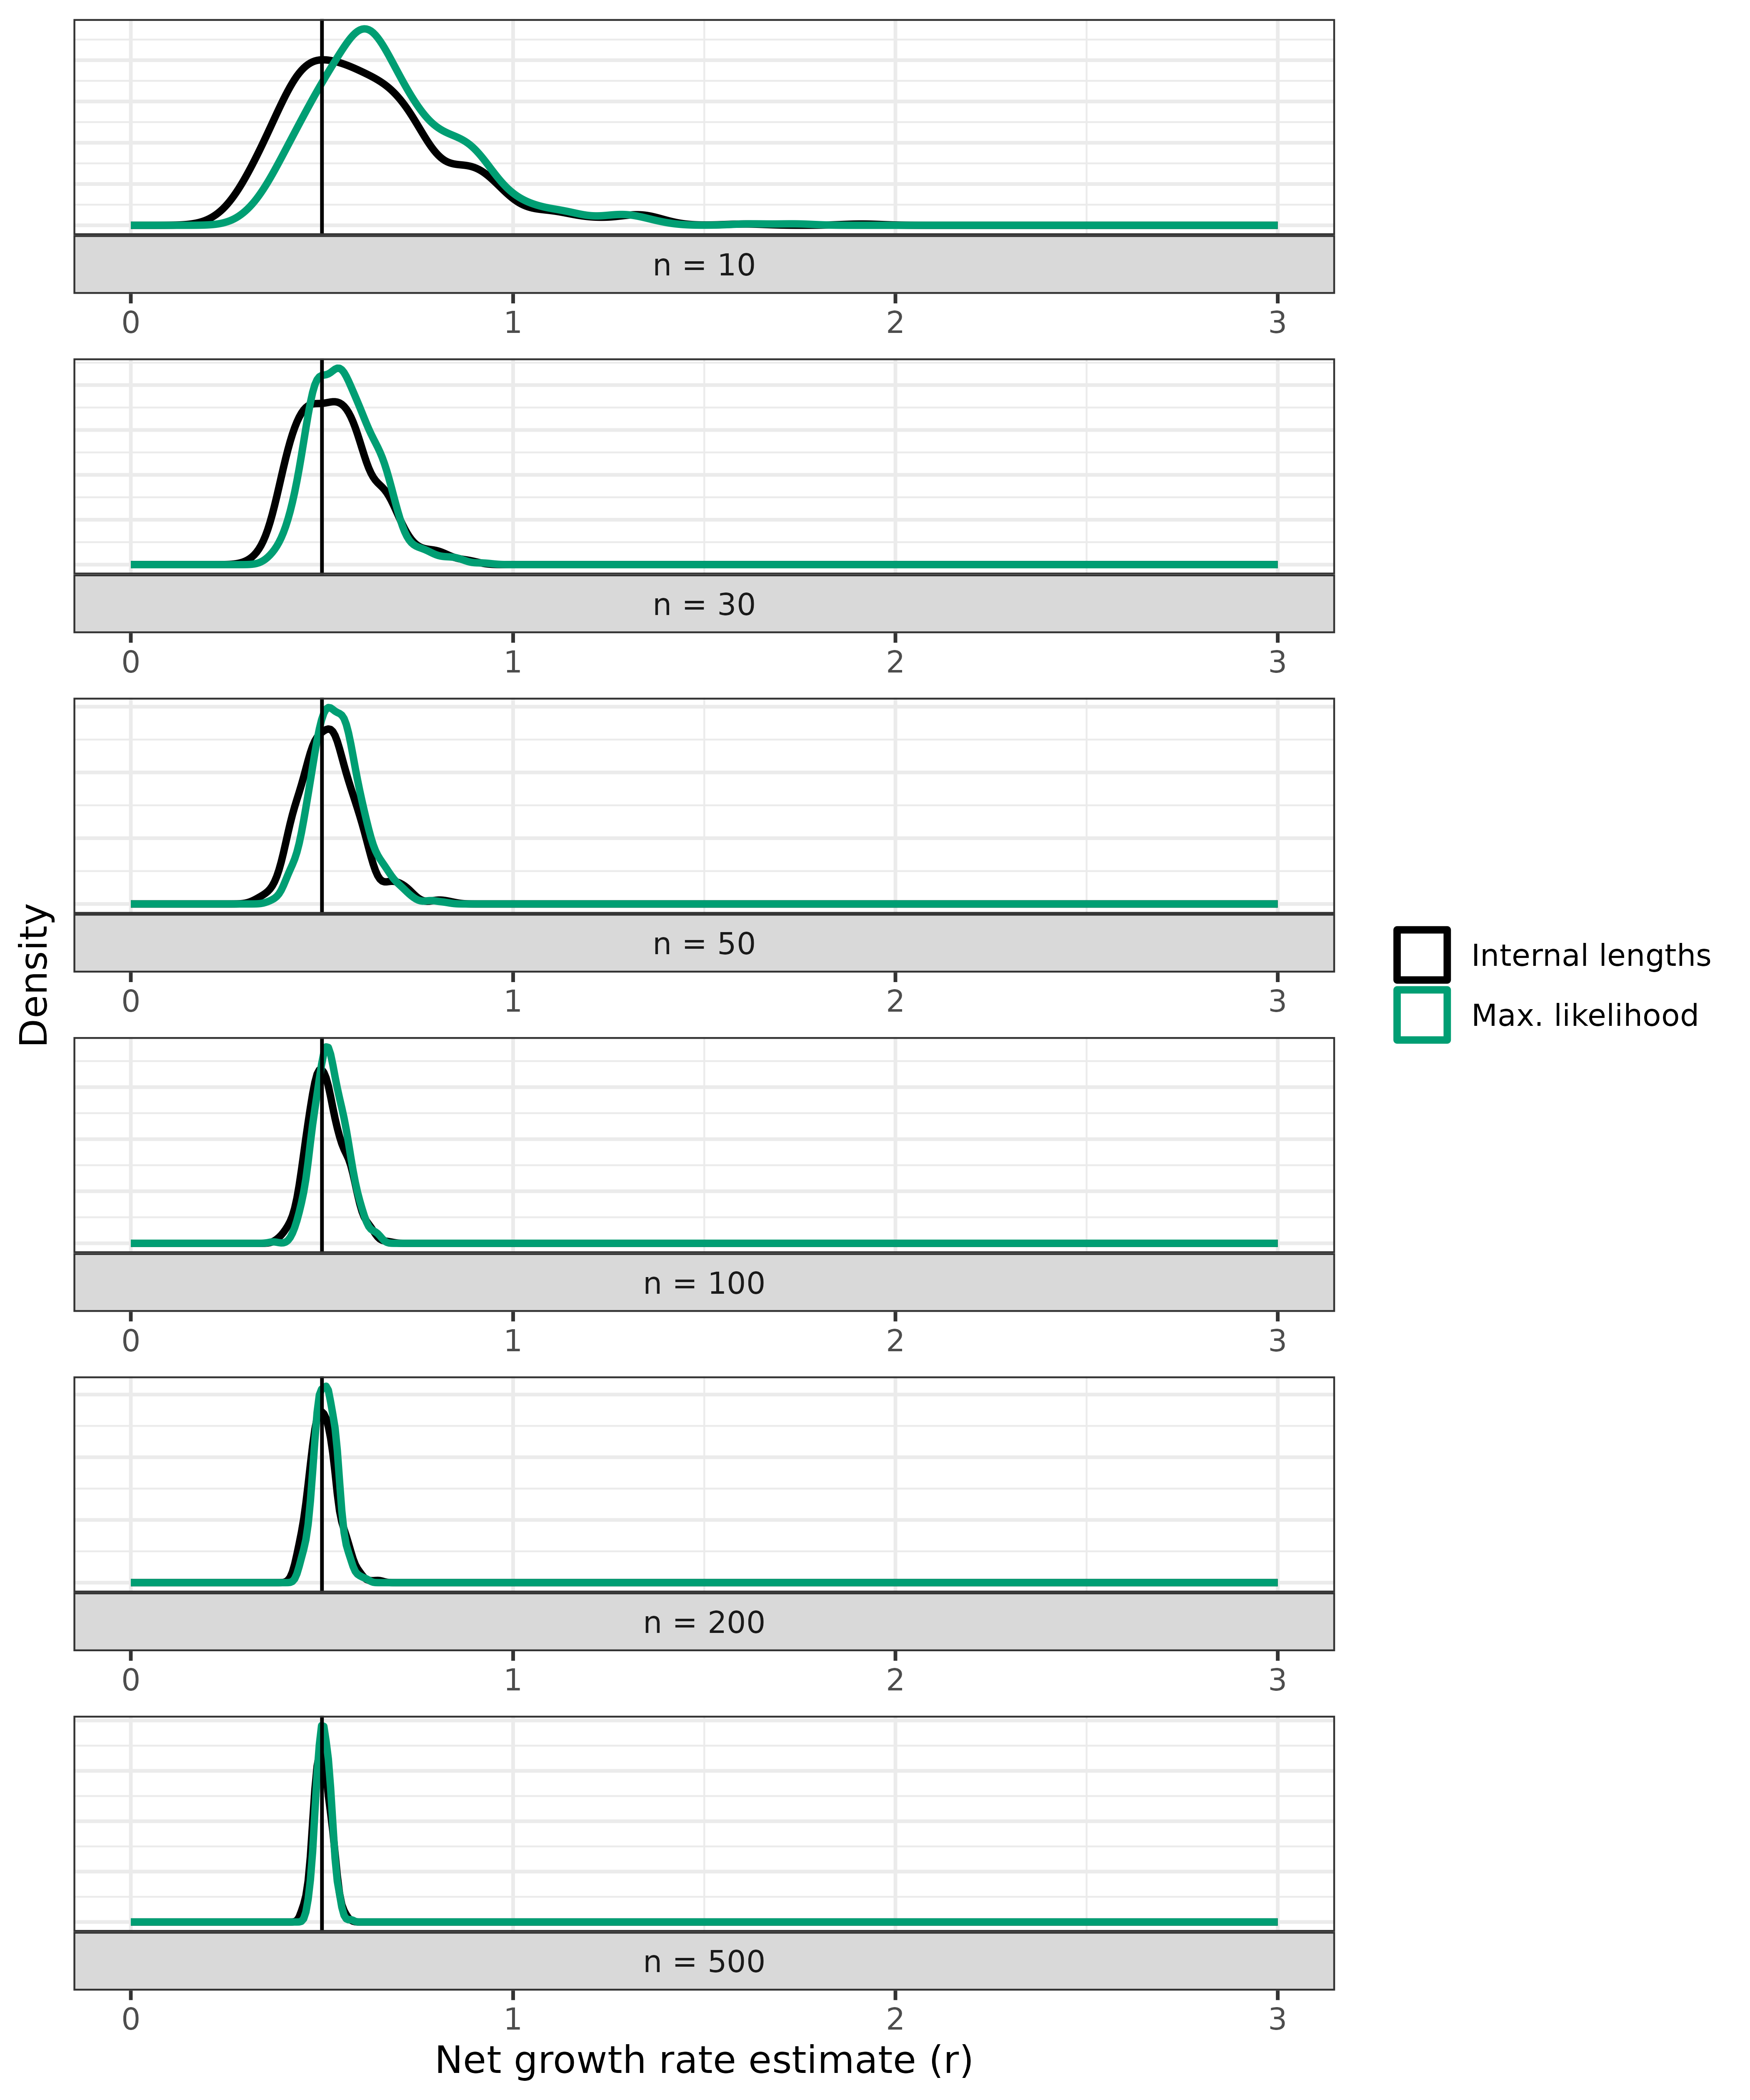 n = 10
0 1 2 3
n = 30
0 1 2 3
n = 50
0 1 2 3
n = 100
0 1 2 3
n = 200
0 1 2 3
n = 500
0 1 2 3
Net growth rate estimate (r)
Density
Internal lengths
Max. likelihood